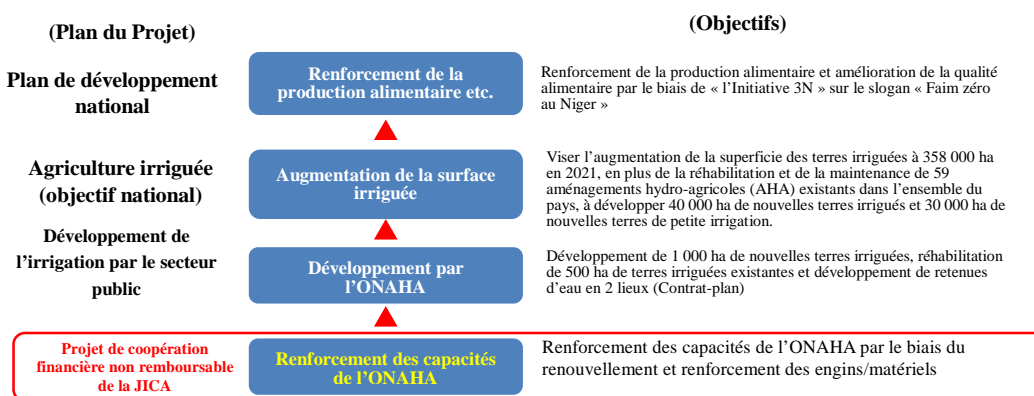 (Plan du Projet)
(Objectifs)
Plan de développement
national
Renforcement de la
production alimentaire etc.
Renforcement de la production alimentaire et amélioration de la qualité
alimentaire par le biais de « l'Initiative 3N » sur le slogan « Faim zéro
au Niger »
Agriculture irriguée
(objectif national)
Augmentation de la surface
irriguée
Viser l'augmentation de la superficie des terres irriguées à 358 000 ha
en 2021, en plus de la réhabilitation et de la maintenance de 59
aménagements hydro-agricoles (AHA) existants dans l'ensemble du
pays, à développer 40 000 ha de nouvelles terres irrigués et 30 000 ha de
nouvelles terres de petite irrigation.
Développement de
l'irrigation par le secteur
public
Développement par
l'ONAHA
Développement de 1 000 ha de nouvelles terres irriguées, réhabilitation
de 500 ha de terres irriguées existantes et développement de retenues
d'eau en 2 lieux (Contrat-plan)
Projet de coopération
financière non remboursable
de la JICA
Renforcement des capacités
de l'ONAHA
Renforcement des capacités de l'ONAHA par le biais du
renouvellement et renforcement des engins/matériels